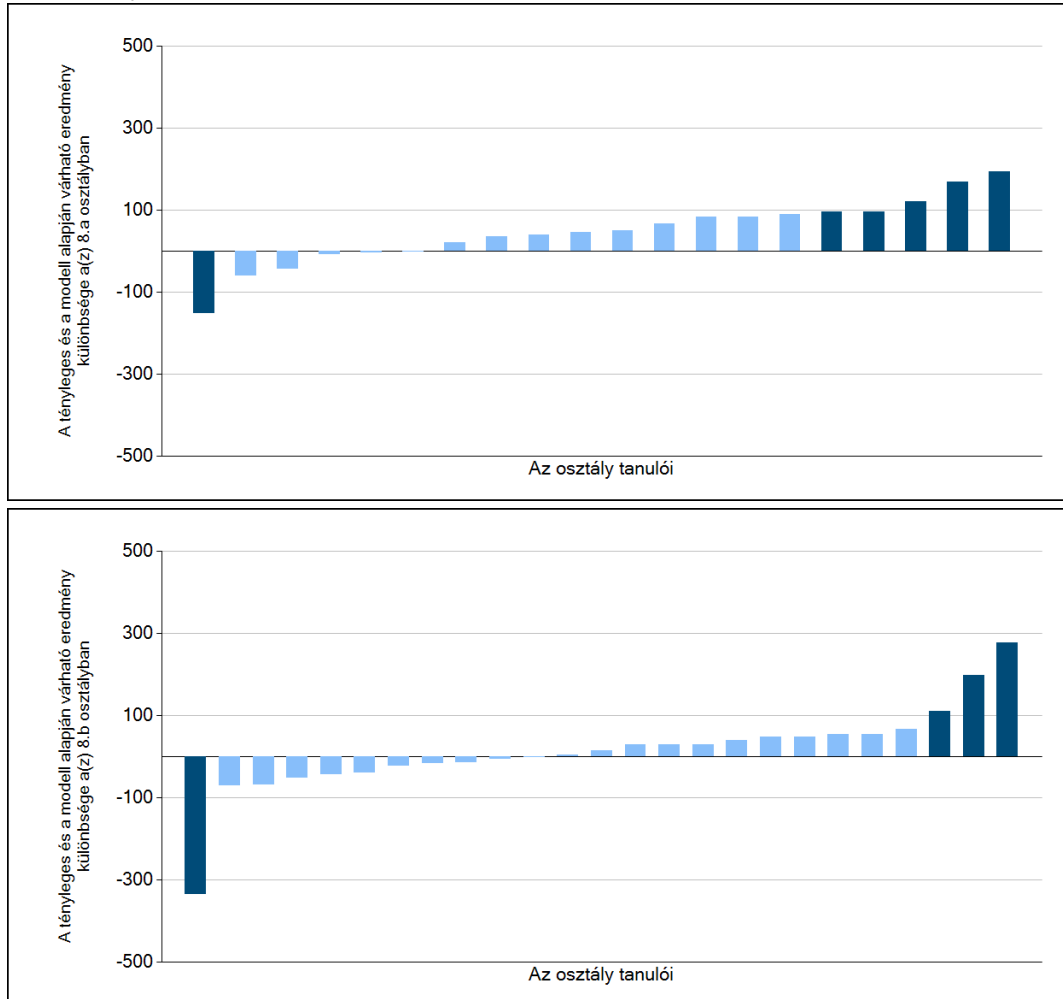 A tényleges és a modell alapján várható eredmény
különbsége a(z) 8.a osztályban
500
300
100
-100
-300
-500
Az osztály tanulói
A tényleges és a modell alapján várható eredmény
különbsége a(z) 8.b osztályban
500
300
100
-100
-300
-500
Az osztály tanulói